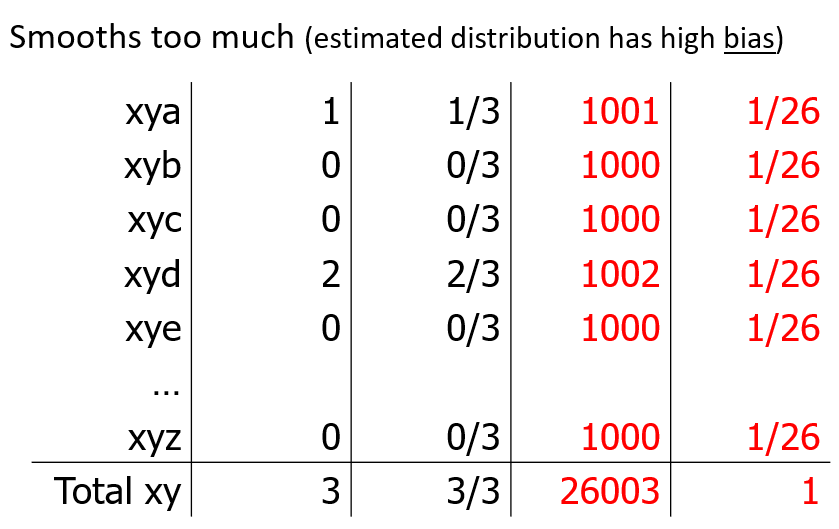 Smooths too much (estimated distribution has high bias)
xya 1 1/3 1001 1/26
xyb 0 0/3 1000 1/26
xyc 0 0/3 1000 1/26
xyd 2 2/3 1002 1/26
xye 0 0/3 1000 1/26
...
xyz 0 0/3 1000 1/26
Total xy 3 3/3 26003 1